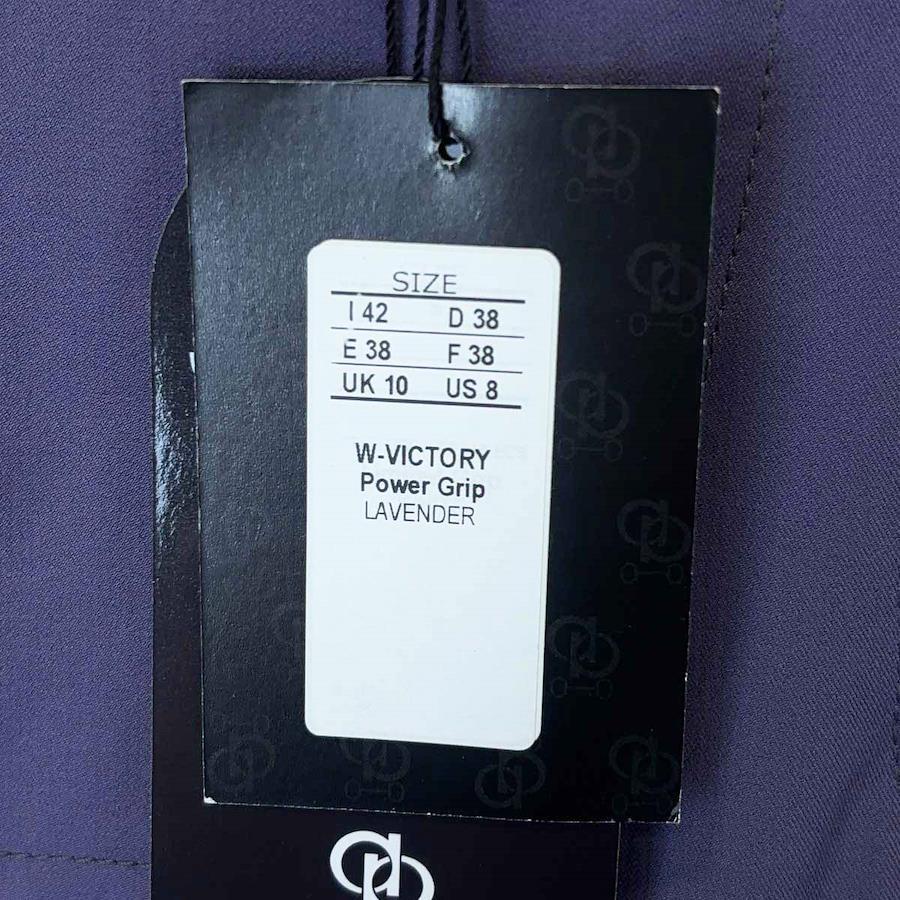 SIZE
I 42 D 38
E 38 F 38
UK 10 US 8
W-VICTORY
Power Grip
LAVENDER